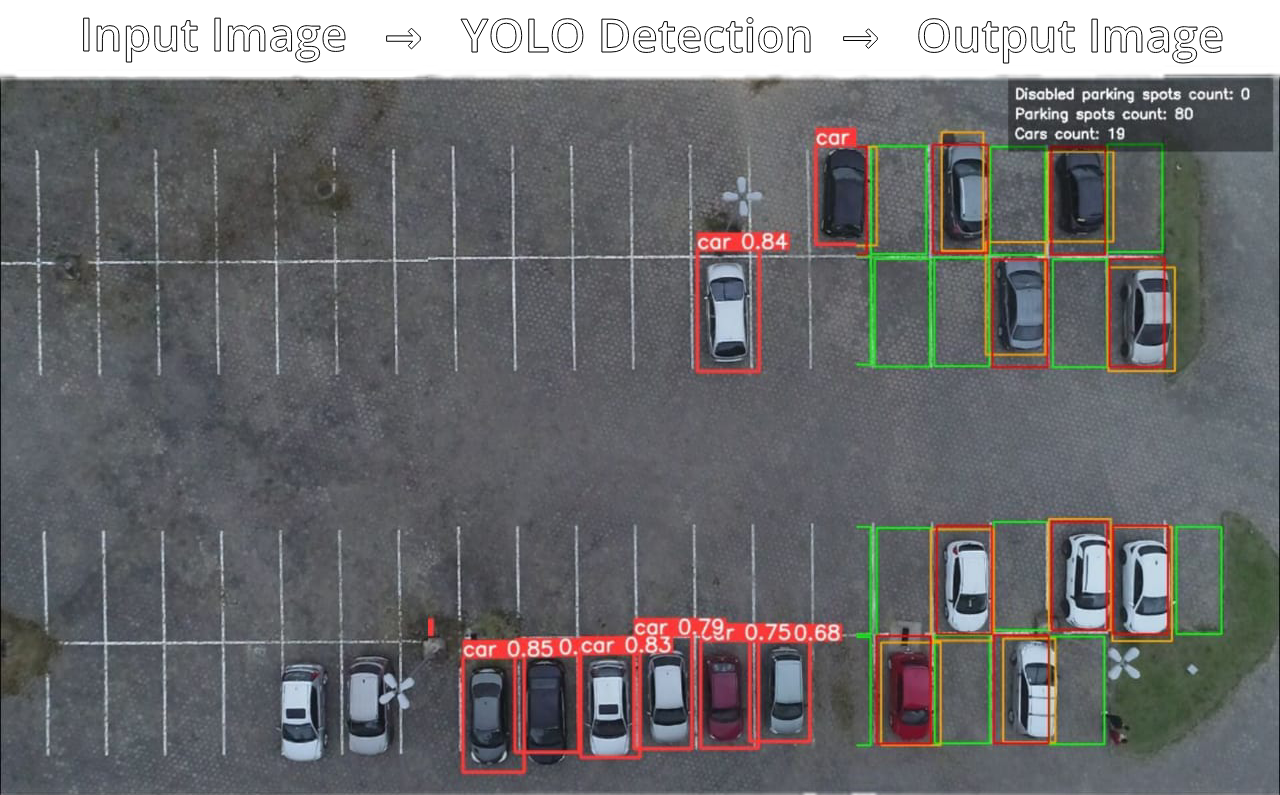 Input Image → YOLO Detection → Output Image
Disabled parking spots count: 0
Parking spots count: 80
Cars count: 19
car
car 0.84
car 0.79
car 0.75 0.68
car 0.85 0. car 0.83